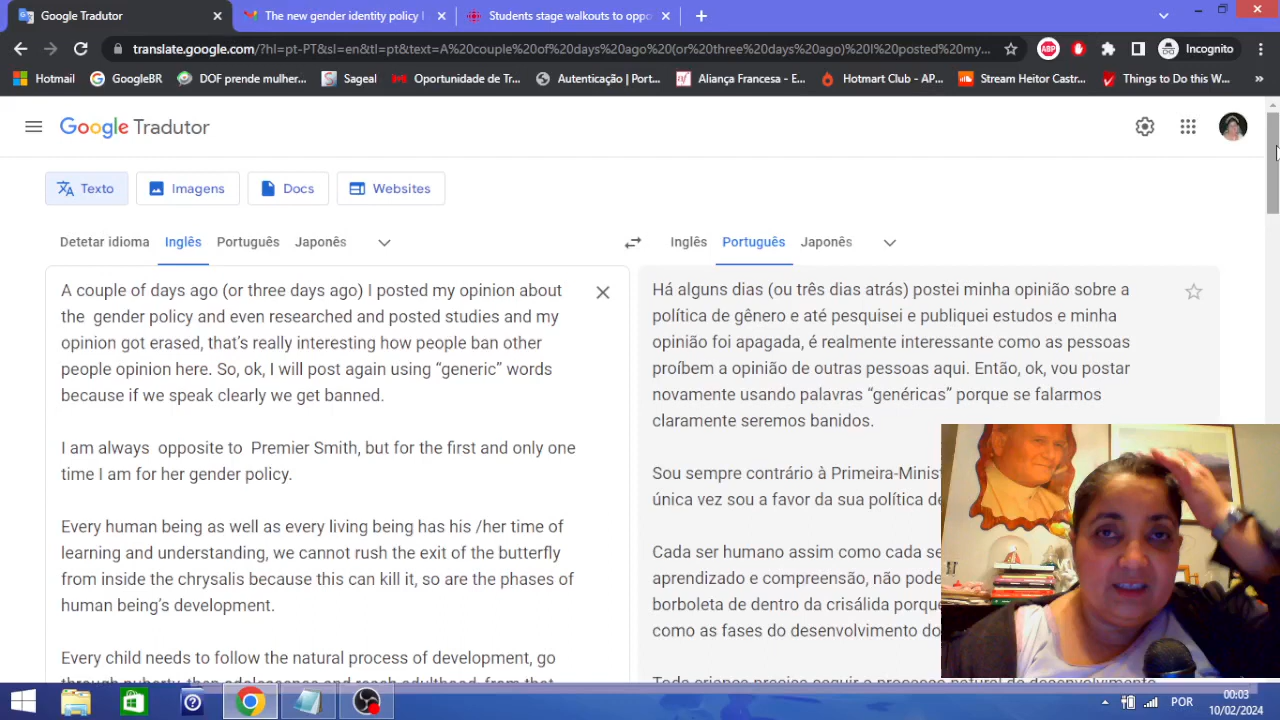 Google Tradutor
The new gender identity policy
Students stage walkouts to oppo
translate.google.com/?hl=pt-PT&sl=en&tl=pt&text=A%20couple%20of%20days%20ago%20(or%20three%20days%20ago)%20I%20posted%20my...
ABP
Incognito
Hotmail
GoogleBR
DOF prende mulher...
Sageal
Oportunidade de Tr...
Autenticação | Port...
Aliança Francesa - E...
Hotmart Club - AP...
Stream Heitor Castr...
Things to Do this W...
»
Google Tradutor
Texto
Imagens
Docs
Websites
Detetar idioma
Inglês
Português
Japonês
Inglês
Português
Japonês
A couple of days ago (or three days ago) I posted my opinion about
the gender policy and even researched and posted studies and my
opinion got erased, that’s really interesting how people ban other
people opinion here. So, ok, I will post again using “generic” words
because if we speak clearly we get banned.
I am always opposite to Premier Smith, but for the first and only one
time I am for her gender policy.
Every human being as well as every living being has his /her time of
learning and understanding, we cannot rush the exit of the butterfly
from inside the chrysalis because this can kill it, so are the phases of
human being’s development.
Every child needs to follow the natural process of development, go
Há alguns dias (ou três dias atrás) postei minha opinião sobre a
política de gênero e até pesquisei e publiquei estudos e minha
opinião foi apagada, é realmente interessante como as pessoas
proíbem a opinião de outras pessoas aqui. Então, ok, vou postar
novamente usando palavras “genéricas” porque se falarmos
claramente seremos banidos.
Sou sempre contrário à Primeira-Minist
única vez sou a favor da sua política de
Cada ser humano assim como cada se
aprendizado e compreensão, não pode
borboleta de dentro da crisálida porque
como as fases do desenvolvimento do
POR
00:03
10/02/2024